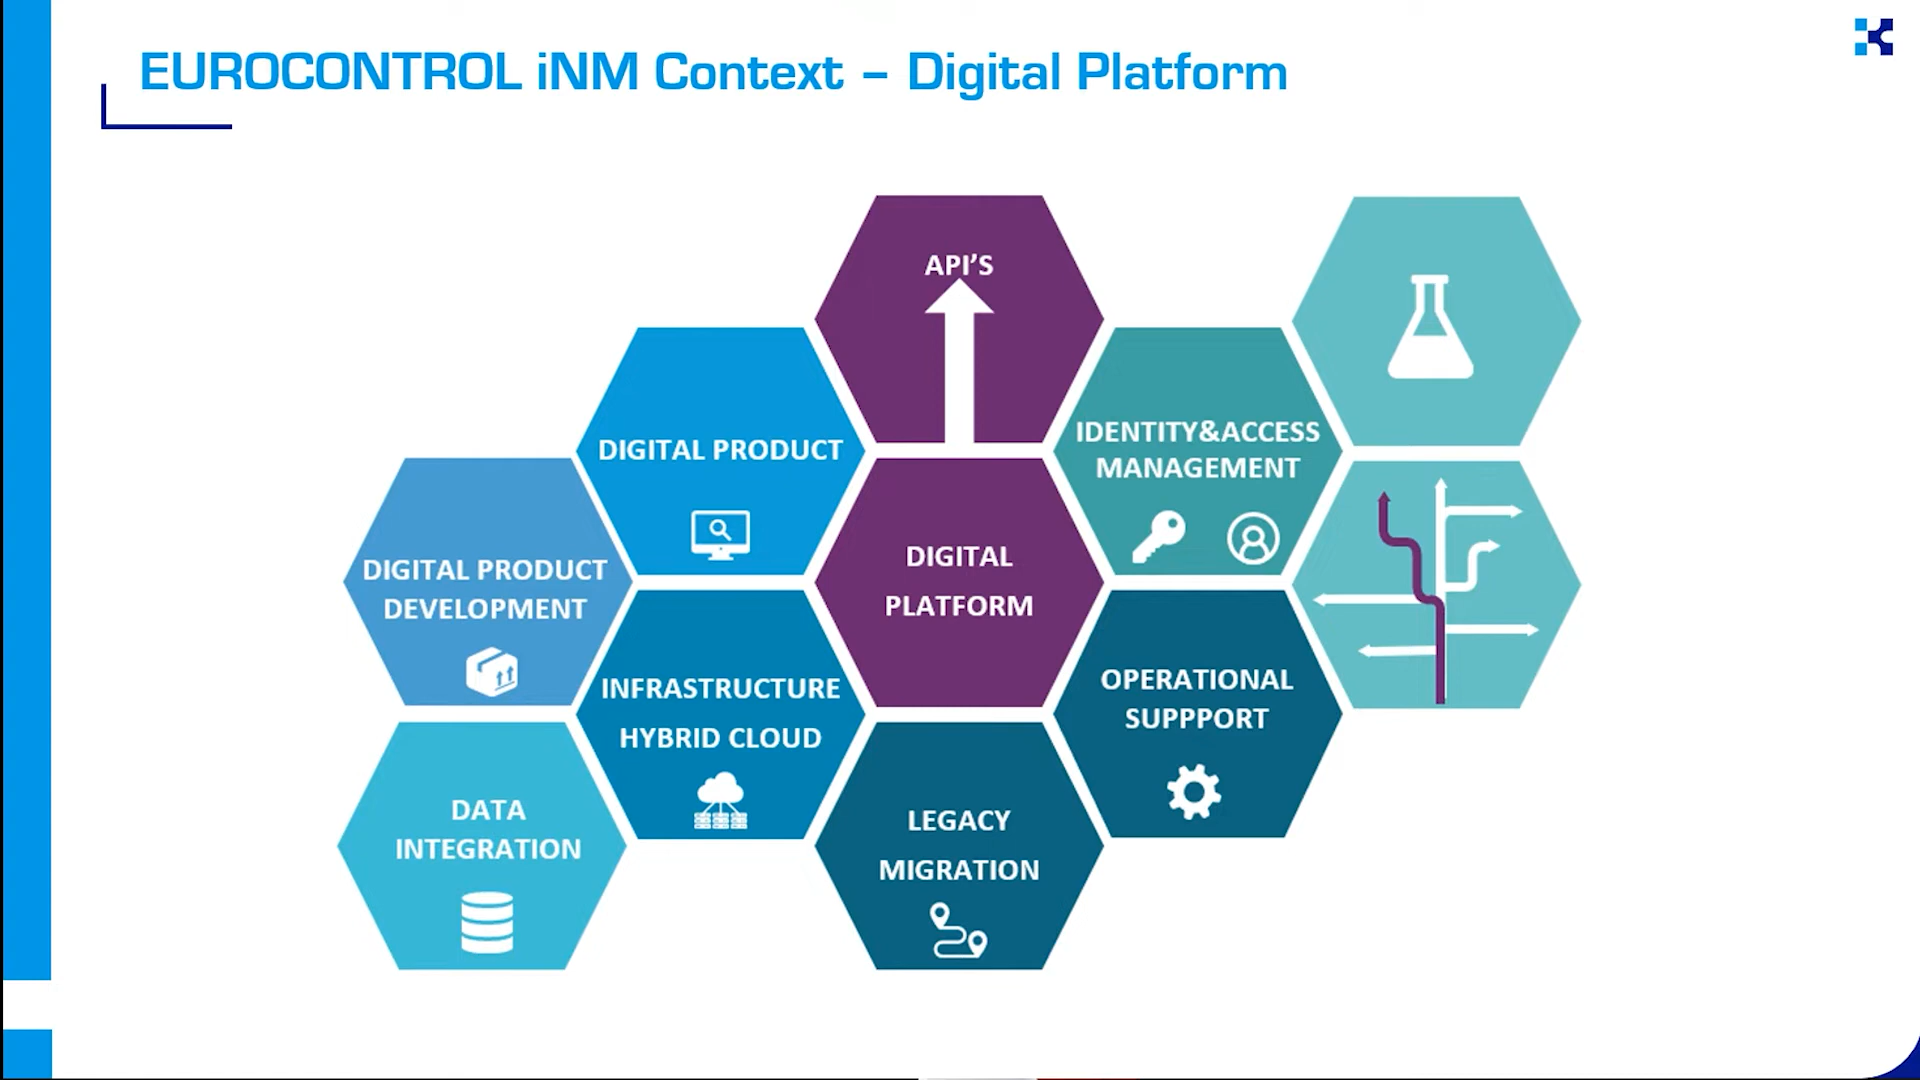 EUROCONTROL iNM Context – Digital Platform
API'S
DIGITAL PRODUCT
IDENTITY&ACCESS
MANAGEMENT
DIGITAL PRODUCT
DEVELOPMENT
DIGITAL
PLATFORM
INFRASTRUCTURE
HYBRID CLOUD
OPERATIONAL
SUPPPORT
DATA
INTEGRATION
LEGACY
MIGRATION